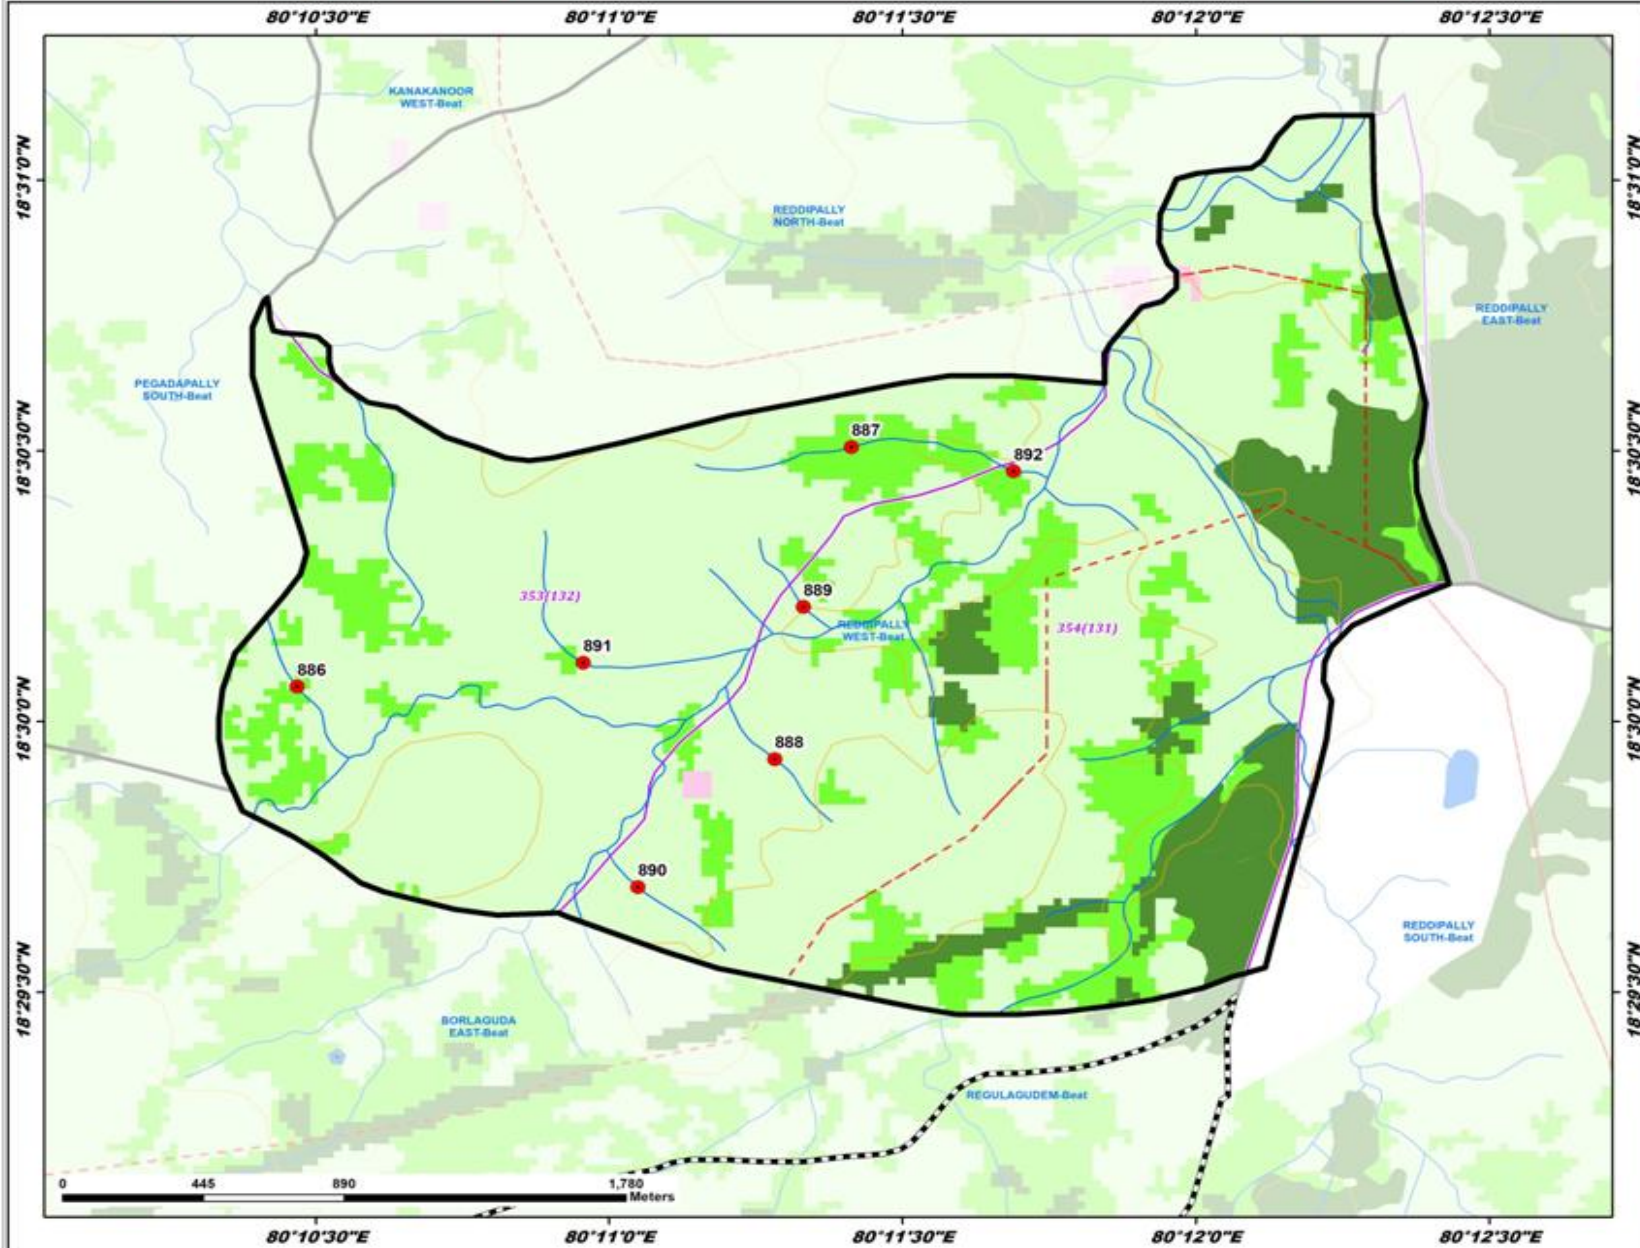 80°10'30"E
80°11'0"E
80°11'30"E
80°12'0"E
80°12'30"E
KANAKANOOR
WEST-Beat
18°31'0"N
18°31'0"N
REDDIPALLY
NORTH-Beat
REDDIPALLY
EAST-Beat
PEGADAPALLY
SOUTH-Beat
18°30'30"N
18°30'30"N
887
892
353(132)
889
REDDIPALLY
WEST-Beat
354(131)
891
886
18°30'0"N
18°30'0"N
888
890
REDDIPALLY
SOUTH-Beat
18°29'30"N
18°29'30"N
BORLAGUDA
EAST-Beat
REGULAGUDEM-Beat
0
445
890
1,780
Meters
80°10'30"E
80°11'0"E
80°11'30"E
80°12'0"E
80°12'30"E